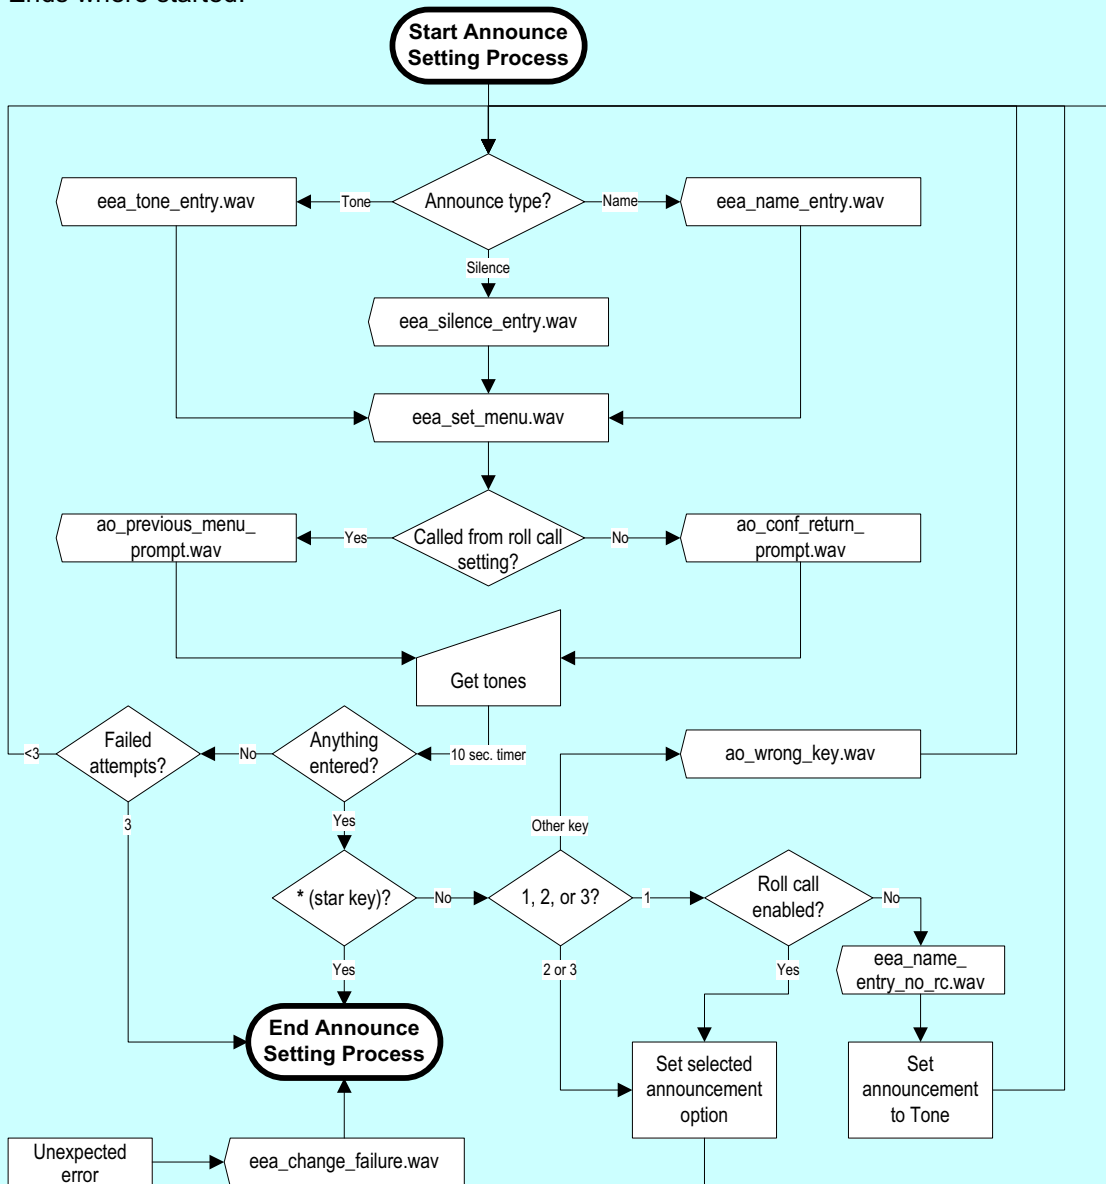 Ends where started.
Start Announce
Setting Process
Announce type?
Tone
Name
eea_tone_entry.wav
eea_name_entry.wav
Silence
eea_silence_entry.wav
eea_set_menu.wav
Called from roll call
setting?
Yes
No
ao_previous_menu_
prompt.wav
ao_conf_return_
prompt.wav
Get tones
10 sec. timer
Anything
entered?
No
Failed
attempts?
<3
3
Yes
ao_wrong_key.wav
Other key
* (star key)?
No
1, 2, or 3?
1
Roll call
enabled?
No
Yes
2 or 3
Yes
eea_name_
entry_no_rc.wav
End Announce
Setting Process
Set selected
announcement
option
Set
announcement
to Tone
Unexpected
error
eea_change_failure.wav